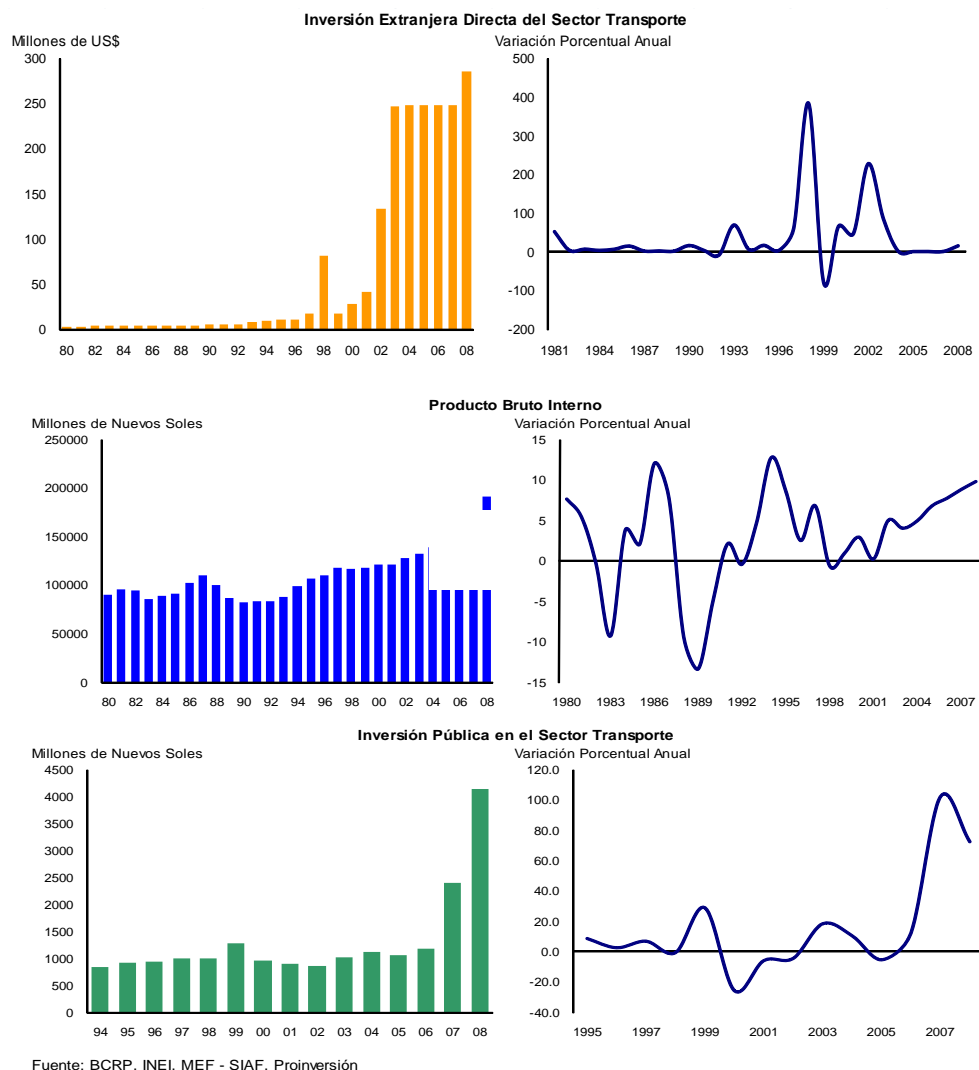 Inversión Extranjera Directa del Sector Transporte
Millones de US$
Variación Porcentual Anual
300
250
200
150
100
50
0
80 82 84 86 88 90 92 94 96 98 00 02 04 06 08
500
400
300
200
100
0
-100
-200
1981 1984 1987 1990 1993 1996 1999 2002 2005 2008
Producto Bruto Interno
Millones de Nuevos Soles
Variación Porcentual Anual
250000
200000
150000
100000
50000
0
80 82 84 86 88 90 92 94 96 98 00 02 04 06 08
15
10
5
0
-5
-10
-15
1980 1983 1986 1989 1992 1995 1998 2001 2004 2007
Inversión Pública en el Sector Transporte
Millones de Nuevos Soles
Variación Porcentual Anual
4500
4000
3500
3000
2500
2000
1500
1000
500
0
94 95 96 97 98 99 00 01 02 03 04 05 06 07 08
120.0
100.0
80.0
60.0
40.0
20.0
0.0
-20.0
-40.0
1995 1997 1999 2001 2003 2005 2007
Fuente: BCRP, INEI, MEF - SIAF, Proinversión